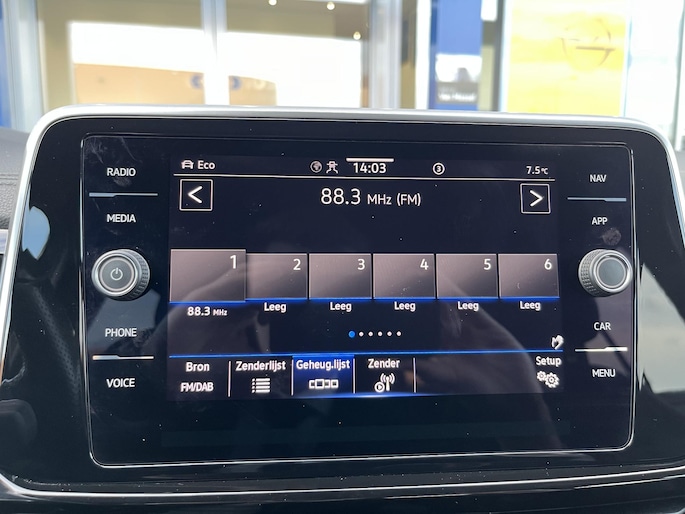 RADIO
MEDIA
PHONE
VOICE
Eco
14:03
3
7.5°C
88.3 MHz (FM)
1
2
3
4
5
6
88.3 MHz
Leeg
Leeg
Leeg
Leeg
Leeg
Bron
FM/DAB
Zenderlijst
Geheug.lijst
Zender
Setup
NAV
APP
CAR
MENU